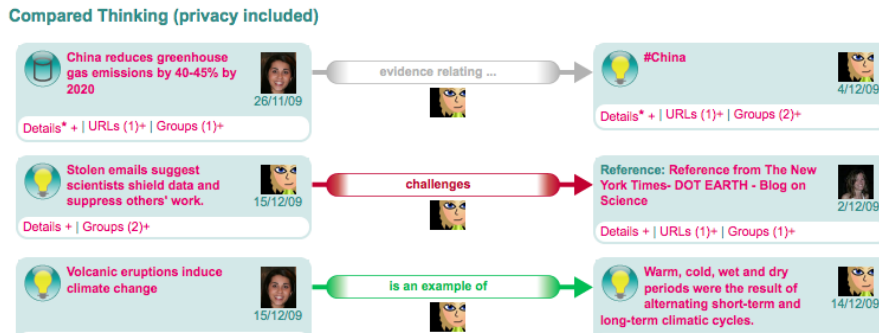 Compared Thinking (privacy included)
China reduces greenhouse
gas emissions by 40-45% by
2020
26/11/09
Details* + | URLs (1)+ | Groups (1)+
evidence relating ...
#China
4/12/09
Details* + | URLs (1)+ | Groups (2)+
Stolen emails suggest
scientists shield data and
suppress others' work.
15/12/09
Details + | Groups (2)+
challenges
Reference: Reference from The New
York Times- DOT EARTH - Blog on
Science
2/12/09
Details + | URLs (1)+ | Groups (1)+
Volcanic eruptions induce
climate change
15/12/09
is an example of
Warm, cold, wet and dry
periods were the result of
alternating short-term and
long-term climatic cycles.
14/12/09